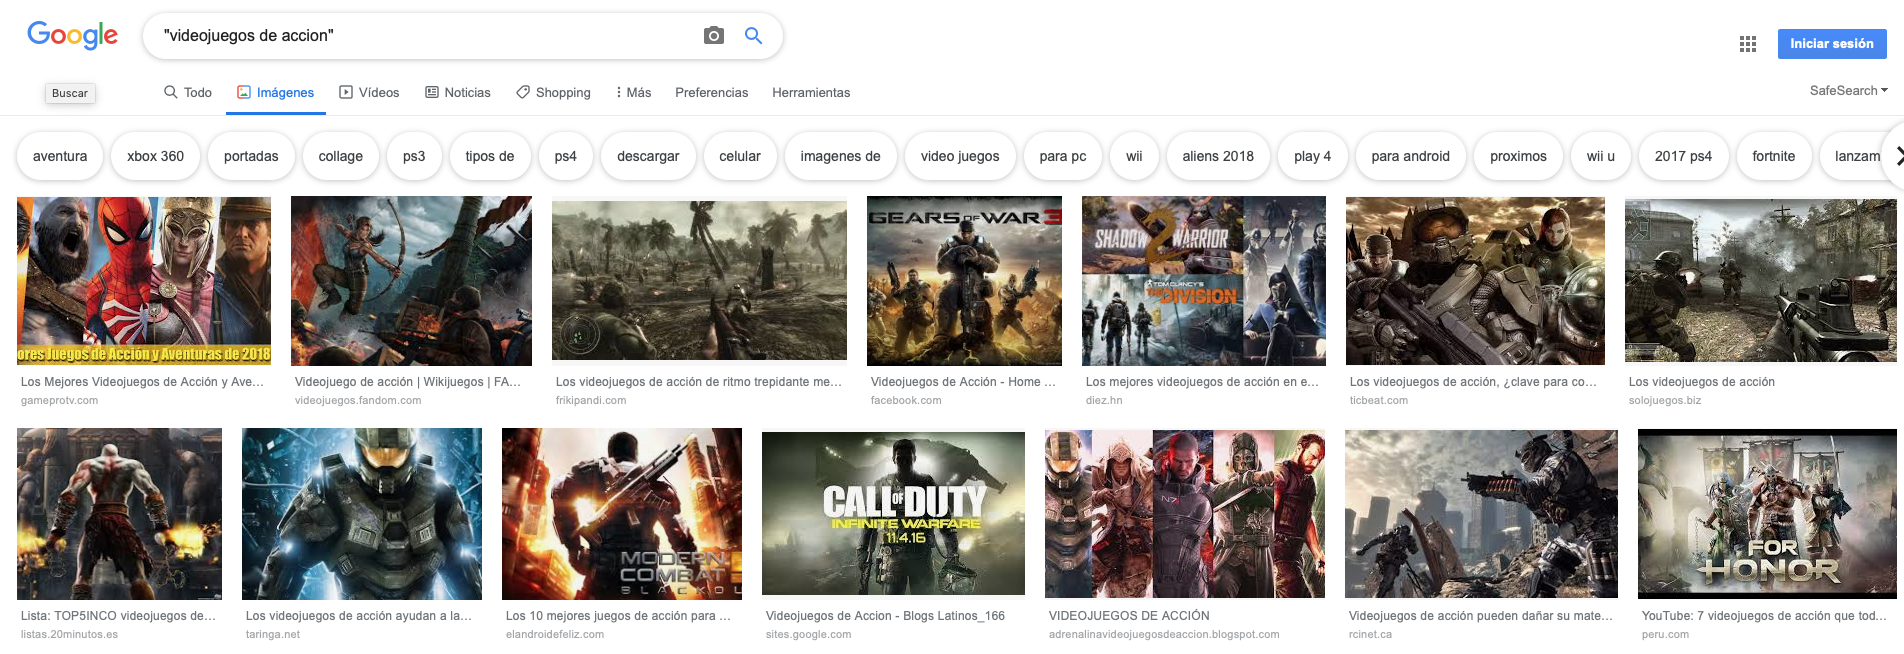 Google
"videojuegos de accion"
Iniciar sesión
Buscar
Todo
Imágenes
Vídeos
Noticias
Shopping
Más
Preferencias
Herramientas
SafeSearch
aventura
xbox 360
portadas
collage
ps3
tipos de
ps4
descargar
celular
imagenes de
video juegos
para pc
wii
aliens 2018
play 4
para android
proximos
wii u
2017 ps4
fortnite
lanzam
ores Juegos de Acción y Aventuras de 2018
GEARS OF WAR 3
SHADOW
2
WARRIOR
TOM CLANCY'S
THE DIVISION
Los Mejores Videojuegos de Acción y Ave...
gameprotv.com
Videojuego de acción | Wikijuegos | FA...
videojuegos.fandom.com
Los videojuegos de acción de ritmo trepidante me...
frikipandi.com
Videojuegos de Acción - Home ...
facebook.com
Los mejores videojuegos de acción en e...
diez.hn
Los videojuegos de acción, ¿clave para co...
ticbeat.com
Los videojuegos de acción
solojuegos.biz
MODERN
COMBAT 5
BLACKOU
CALL OF DUTY
INFINITE WARFARE
11.4.16
N7
FOR
HONOR
Lista: TOP5INCO videojuegos de...
listas.20minutos.es
Los videojuegos de acción ayudan a la...
taringa.net
Los 10 mejores juegos de acción para ...
elandroidefeliz.com
Videojuegos de Accion - Blogs Latinos_166
sites.google.com
VIDEOJUEGOS DE ACCIÓN
adrenalinavideojuegosdeaccion.blogspot.com
Videojuegos de acción pueden dañar su mate...
rcinet.ca
YouTube: 7 videojuegos de acción que tod...
peru.com